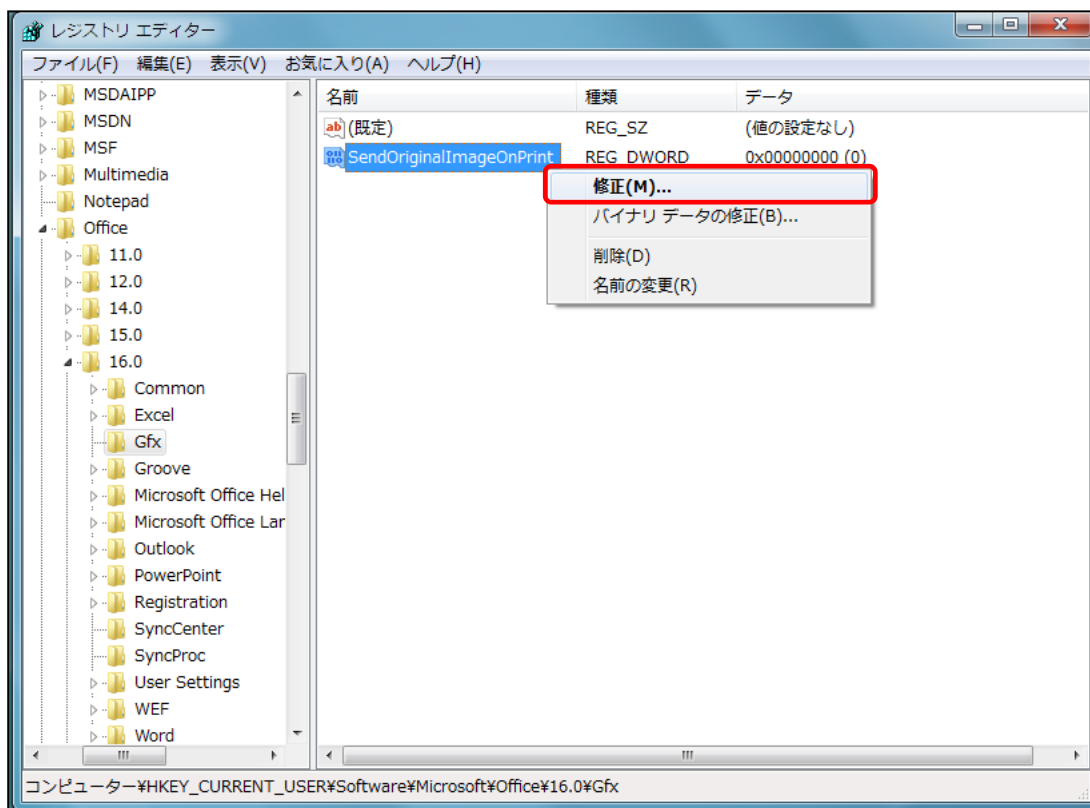 レジストリ エディター
ファイル(F) 編集(E) 表示(V) お気に入り(A) ヘルプ(H)
MSDAIPP
MSDN
MSF
Multimedia
Notepad
Office
11.0
12.0
14.0
15.0
16.0
Common
Excel
Gfx
Groove
Microsoft Office Hel
Microsoft Office Lar
Outlook
PowerPoint
Registration
SyncCenter
SyncProc
User Settings
WEF
Word
名前 種類 データ
ab (既定) REG_SZ (値の設定なし)
SendOriginalImageOnPrint REG_DWORD 0x00000000 (0)
修正(M)...
バイナリ データの修正(B)...
削除(D)
名前の変更(R)
コンピューター¥HKEY_CURRENT_USER¥Software¥Microsoft¥Office¥16.0¥Gfx